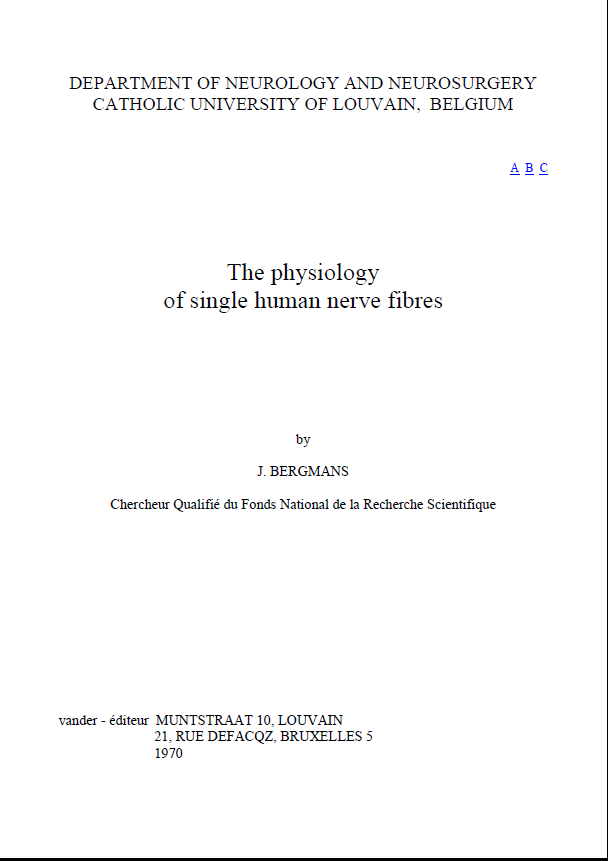 DEPARTMENT OF NEUROLOGY AND NEUROSURGERY
CATHOLIC UNIVERSITY OF LOUVAIN, BELGIUM
A B C
The physiology
of single human nerve fibres
by
J. BERGMANS
Chercheur Qualifié du Fonds National de la Recherche Scientifique
vander - éditeur MUNTSTRAAT 10, LOUVAIN
21, RUE DEFACQZ, BRUXELLES 5
1970